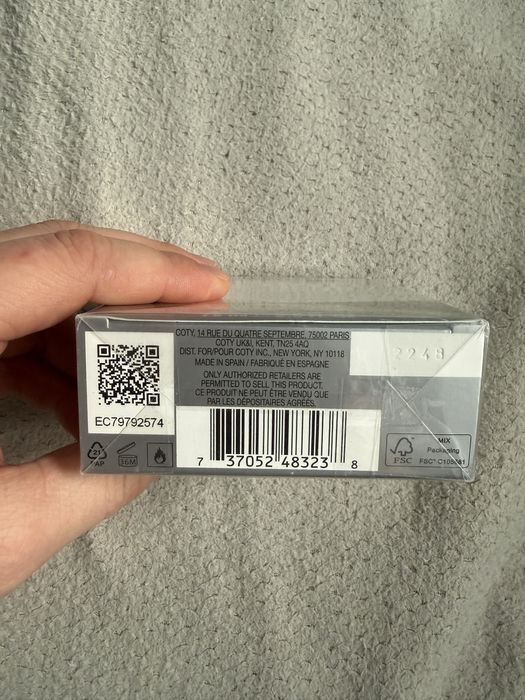 COTY, 14 RUE DU QUATRE SEPTEMBRE, 75002 PARIS
COTY UK&I, KENT, TN25 4AQ
DIST. FOR/POUR COTY INC., NEW YORK, NY 10118
MADE IN SPAIN / FABRIQUÉ EN ESPAGNE
ONLY AUTHORIZED RETAILERS ARE
PERMITTED TO SELL THIS PRODUCT.
CE PRODUIT NE PEUT ÊTRE VENDU QUE
PAR LES DÉPOSITAIRES AGRÉÉS.
2248
EC79792574
21
PAP
36M
7 37052 48323 8
FSC
MIX
Packaging